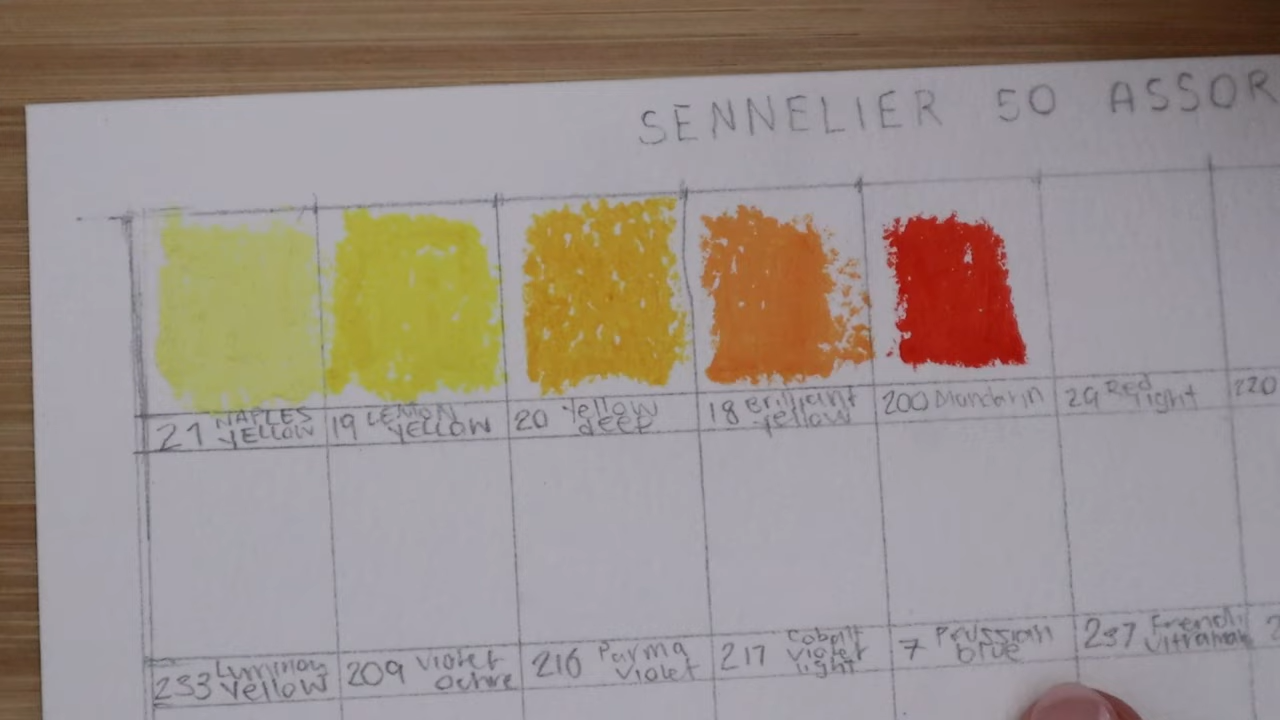 SENNELIER 50 ASSOR
21 NAPLES YELLOW
19 LEMON YELLOW
20 Yellow deep
18 Brilliant yellow
200 Mandarin
29 Red light
220
233 Luminous Yellow
209 Violet Ochre
216 Parma Violet
217 Cobalt Violet light
7 Prussian blue
237 French